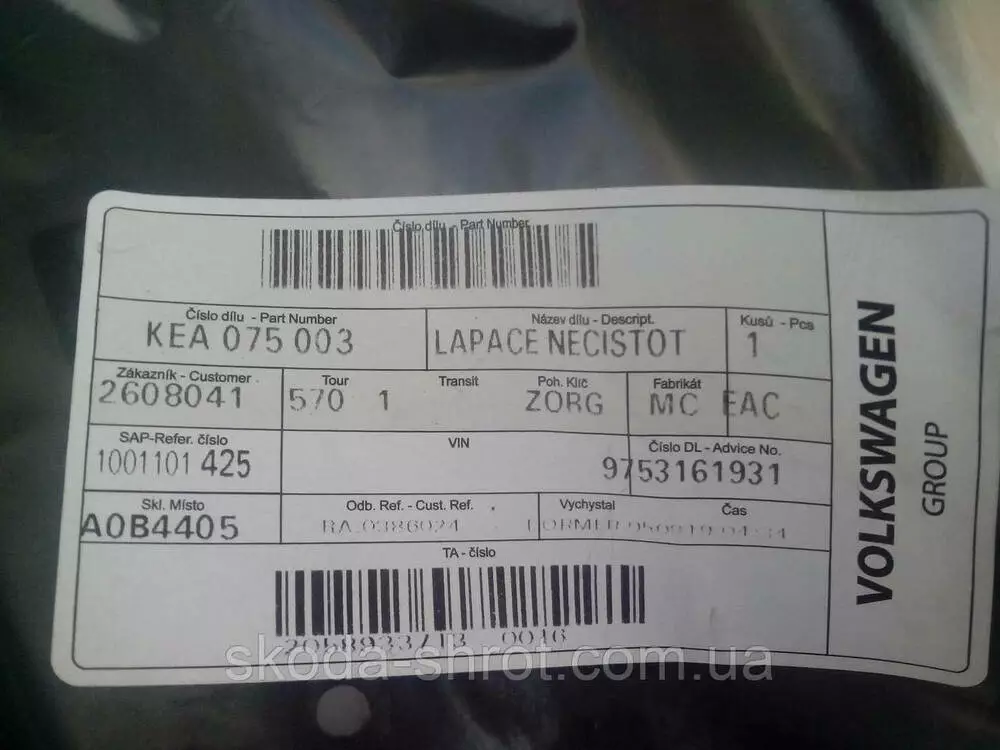 Číslo dílu - Part Number
Číslo dílu - Part Number
KEA 075 003
Název dílu - Descript.
LAPACE NECISTOT
Kusů - Pcs
1
Zákazník - Customer
2608041
Tour
570 1
Transit
Poh. Klíč
ZORG
Fabrikát
MC EAC
SAP-Refer. číslo
1001101 425
VIN
Číslo DL - Advice No.
9753161931
Skl. Místo
A0B4405
Odb. Ref. - Cust. Ref.
Vychystal
Čas
TA - číslo
0046
VOLKSWAGEN
GROUP
skoda-shrot.com.ua